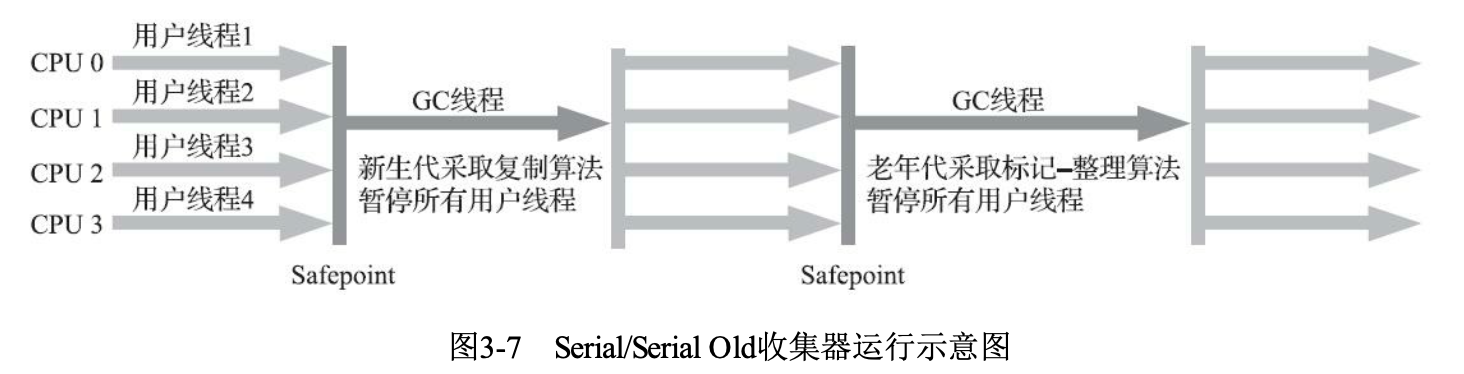 用户线程1
CPU 0
用户线程2
CPU 1
用户线程3
CPU 2
用户线程4
CPU 3
GC线程
新生代采取复制算法
暂停所有用户线程
Safepoint
GC线程
老年代采取标记–整理算法
暂停所有用户线程
Safepoint
图3-7 Serial/Serial Old收集器运行示意图